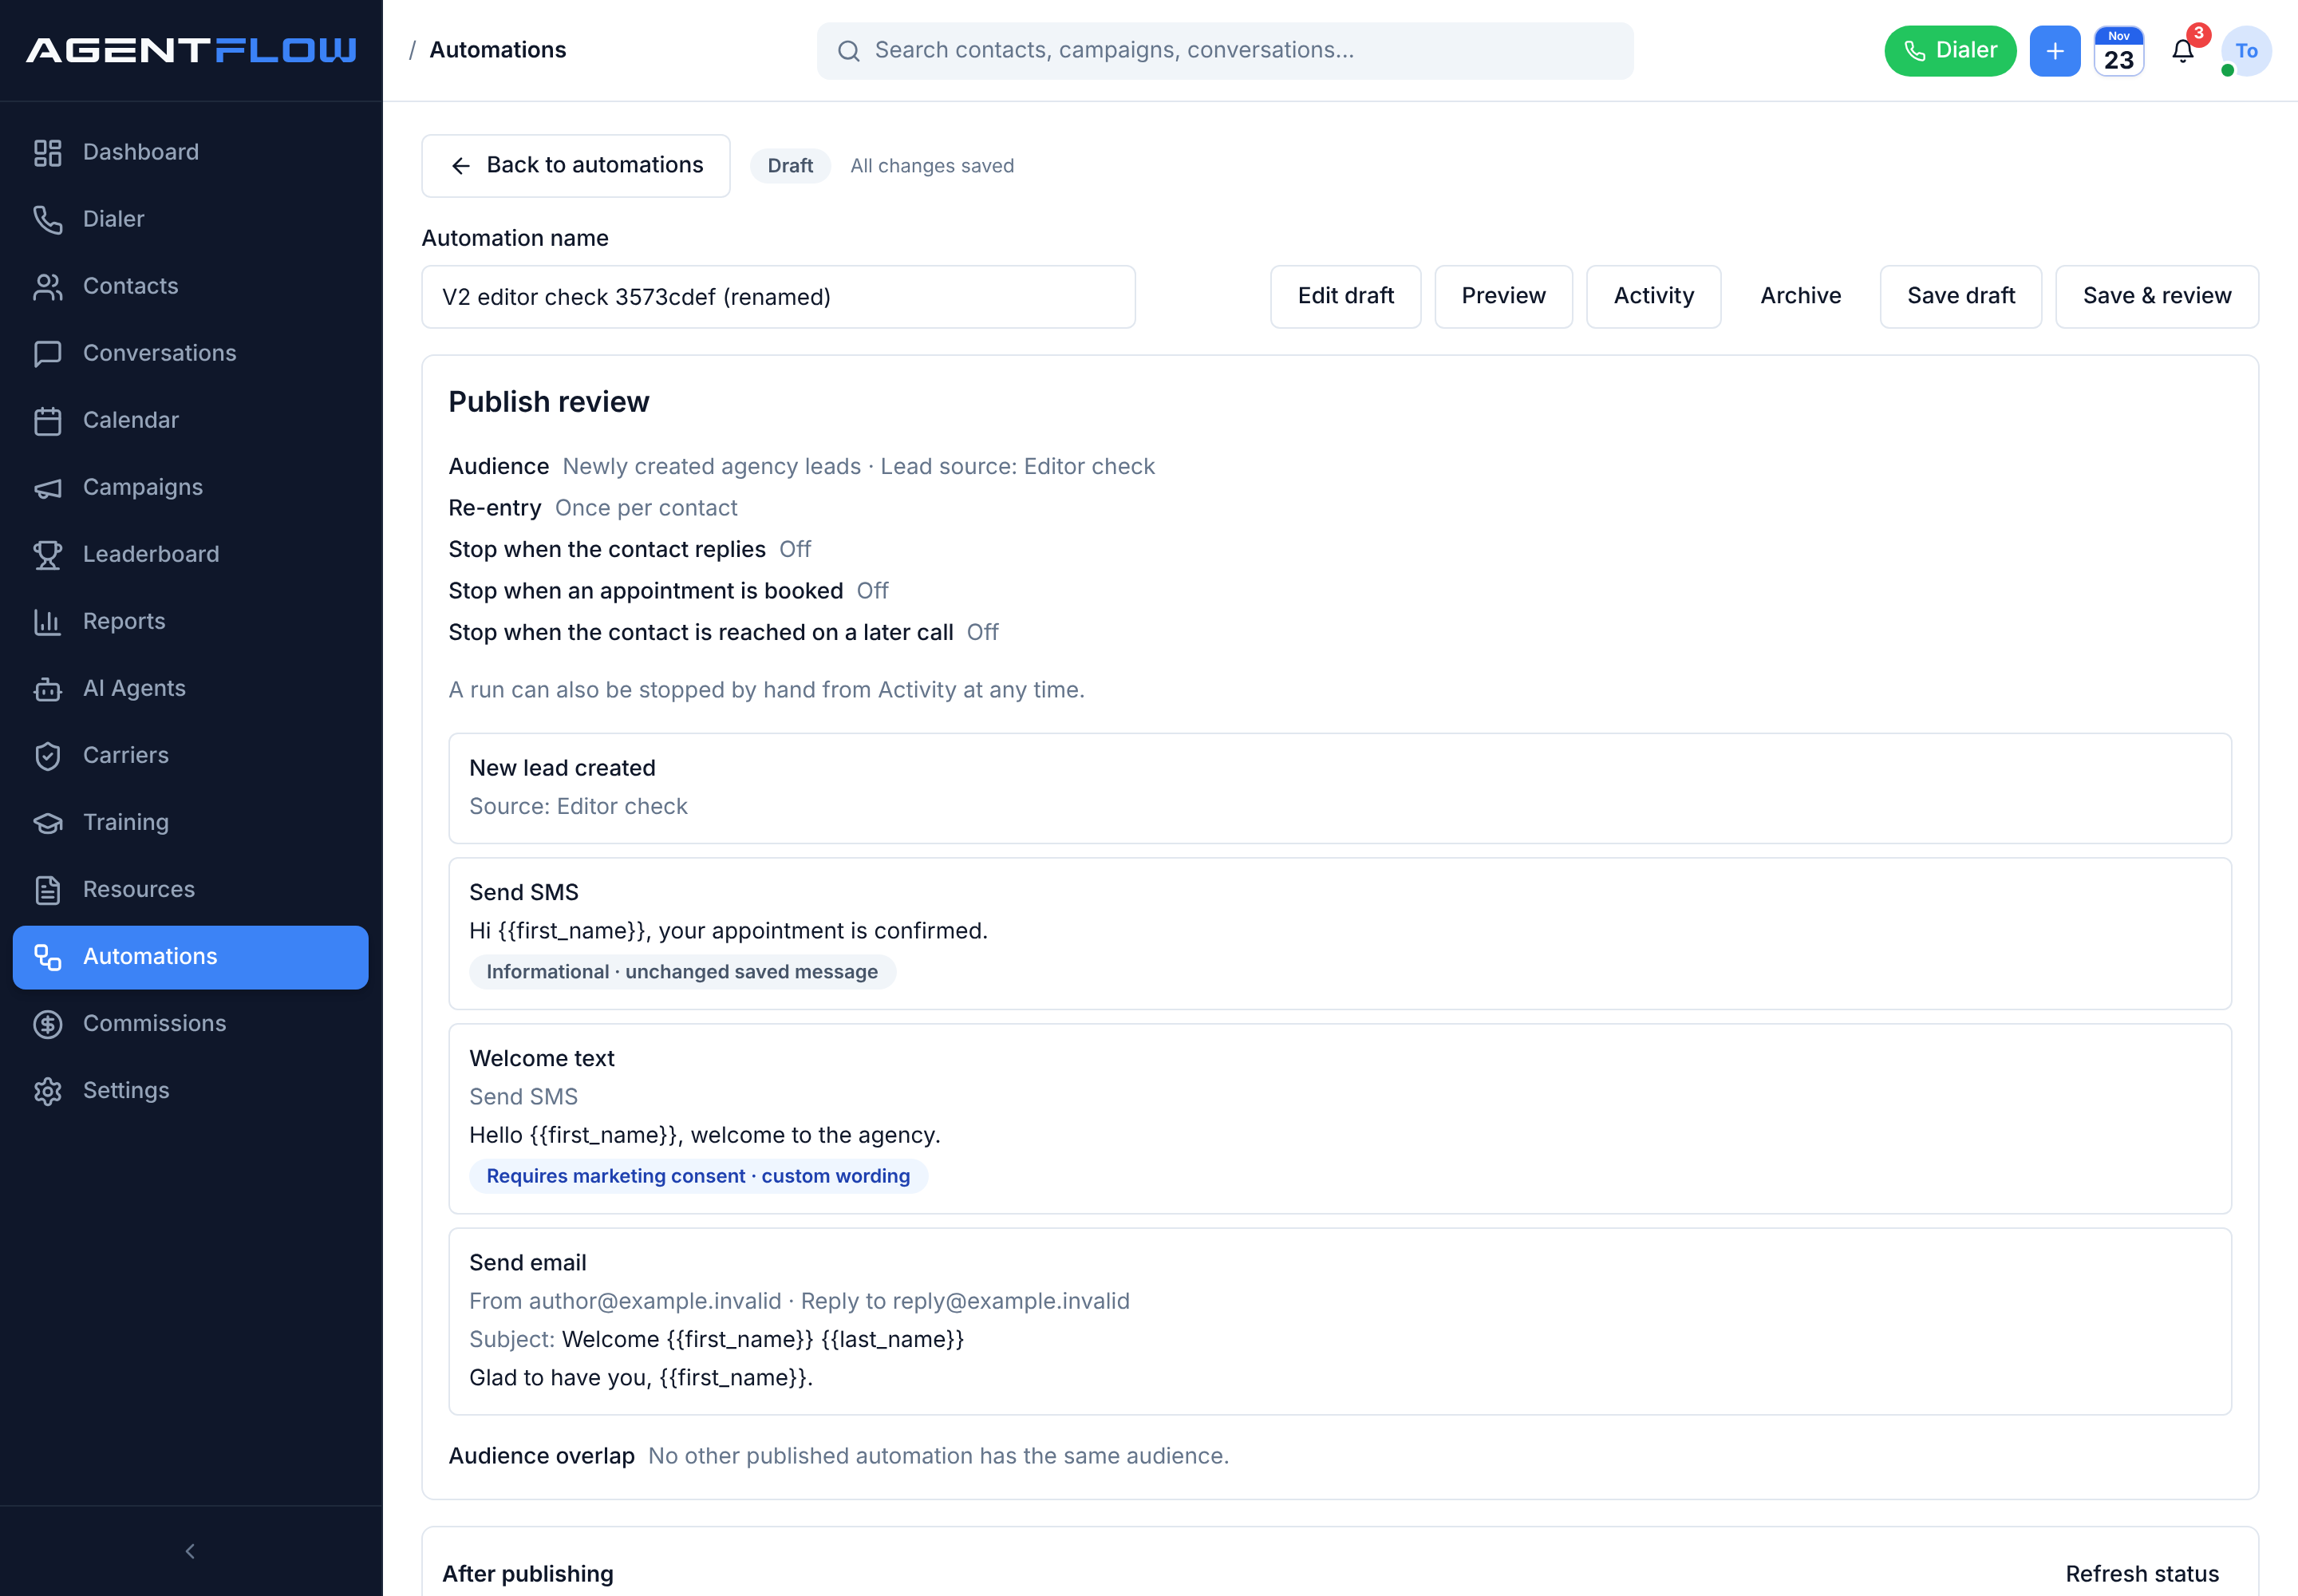 AGENTFLOW
Dashboard
Dialer
Contacts
Conversations
Calendar
Campaigns
Leaderboard
Reports
AI Agents
Carriers
Training
Resources
Automations
Commissions
Settings
/ Automations
Search contacts, campaigns, conversations...
Dialer
Nov
23
3
To
Back to automations
Draft
All changes saved
Automation name
V2 editor check 3573cdef (renamed)
Edit draft
Preview
Activity
Archive
Save draft
Save & review
Publish review
Audience Newly created agency leads · Lead source: Editor check
Re-entry Once per contact
Stop when the contact replies Off
Stop when an appointment is booked Off
Stop when the contact is reached on a later call Off
A run can also be stopped by hand from Activity at any time.
New lead created
Source: Editor check
Send SMS
Hi {{first_name}}, your appointment is confirmed.
Informational · unchanged saved message
Welcome text
Send SMS
Hello {{first_name}}, welcome to the agency.
Requires marketing consent · custom wording
Send email
From author@example.invalid · Reply to reply@example.invalid
Subject: Welcome {{first_name}} {{last_name}}
Glad to have you, {{first_name}}.
Audience overlap No other published automation has the same audience.
After publishing
Refresh status